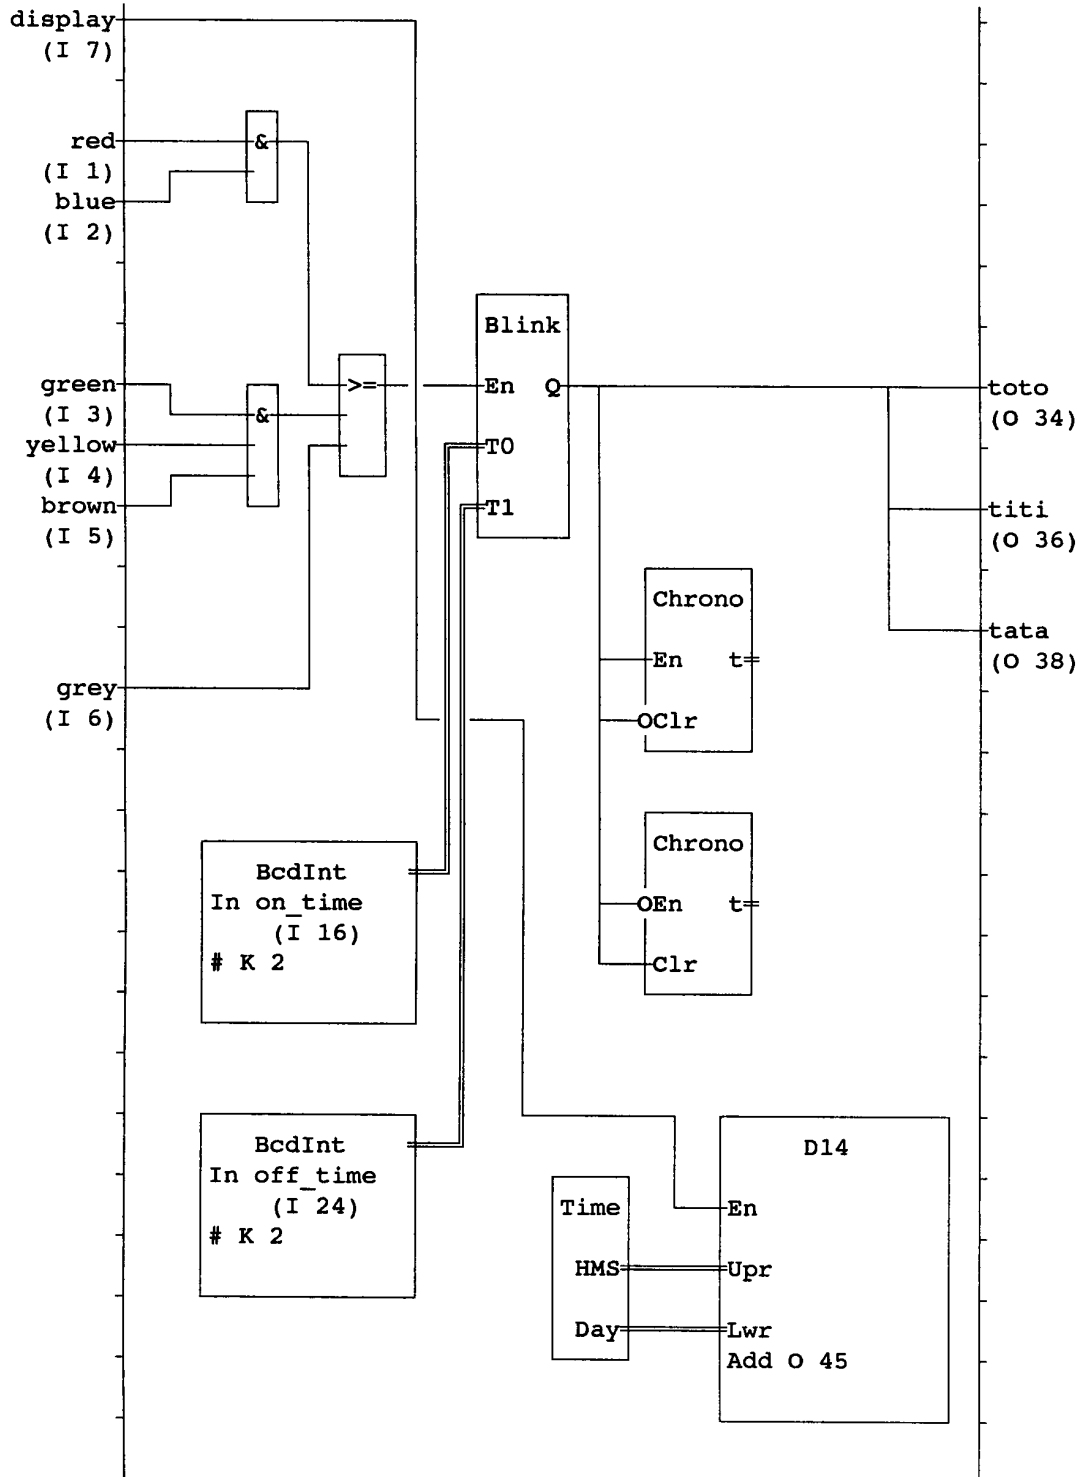 display
(I 7)
red
(I 1)
blue
(I 2)
&
green
(I 3)
yellow
(I 4)
brown
(I 5)
&
>=
grey
(I 6)
Blink
En Q
T0
T1
toto
(O 34)
titi
(O 36)
tata
(O 38)
Chrono
En t=
OClr
Chrono
OEn t=
Clr
BcdInt
In on_time
(I 16)
# K 2
BcdInt
In off_time
(I 24)
# K 2
Time
HMS
Day
D14
En
Upr
Lwr
Add O 45